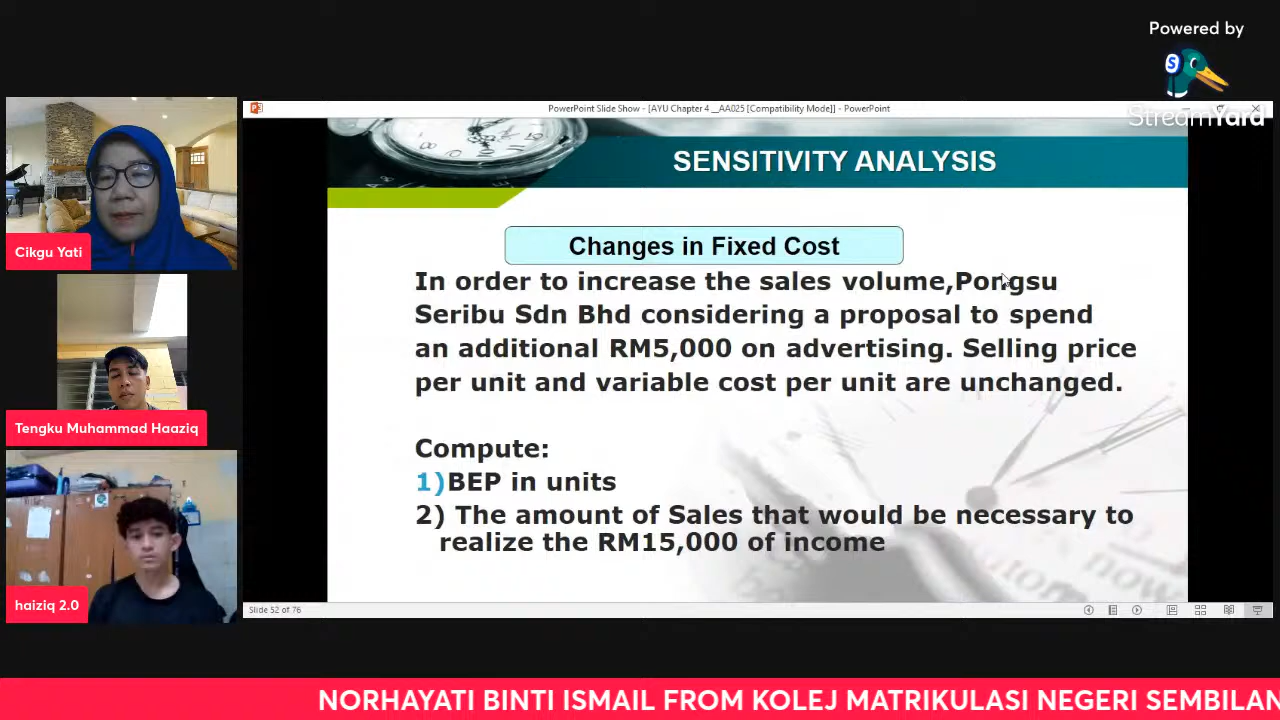 Powered by
StreamYard
PowerPoint Slide Show - [AYU Chapter 4 __AA025 [Compatibility Mode]] - PowerPoint
SENSITIVITY ANALYSIS
Changes in Fixed Cost
In order to increase the sales volume,Pongsu
Seribu Sdn Bhd considering a proposal to spend
an additional RM5,000 on advertising. Selling price
per unit and variable cost per unit are unchanged.
Compute:
1)BEP in units
2) The amount of Sales that would be necessary to
realize the RM15,000 of income
Slide 52 of 76
Cikgu Yati
Tengku Muhammad Haaziq
haiziq 2.0
NORHAYATI BINTI ISMAIL FROM KOLEJ MATRIKULASI NEGERI SEMBILAN